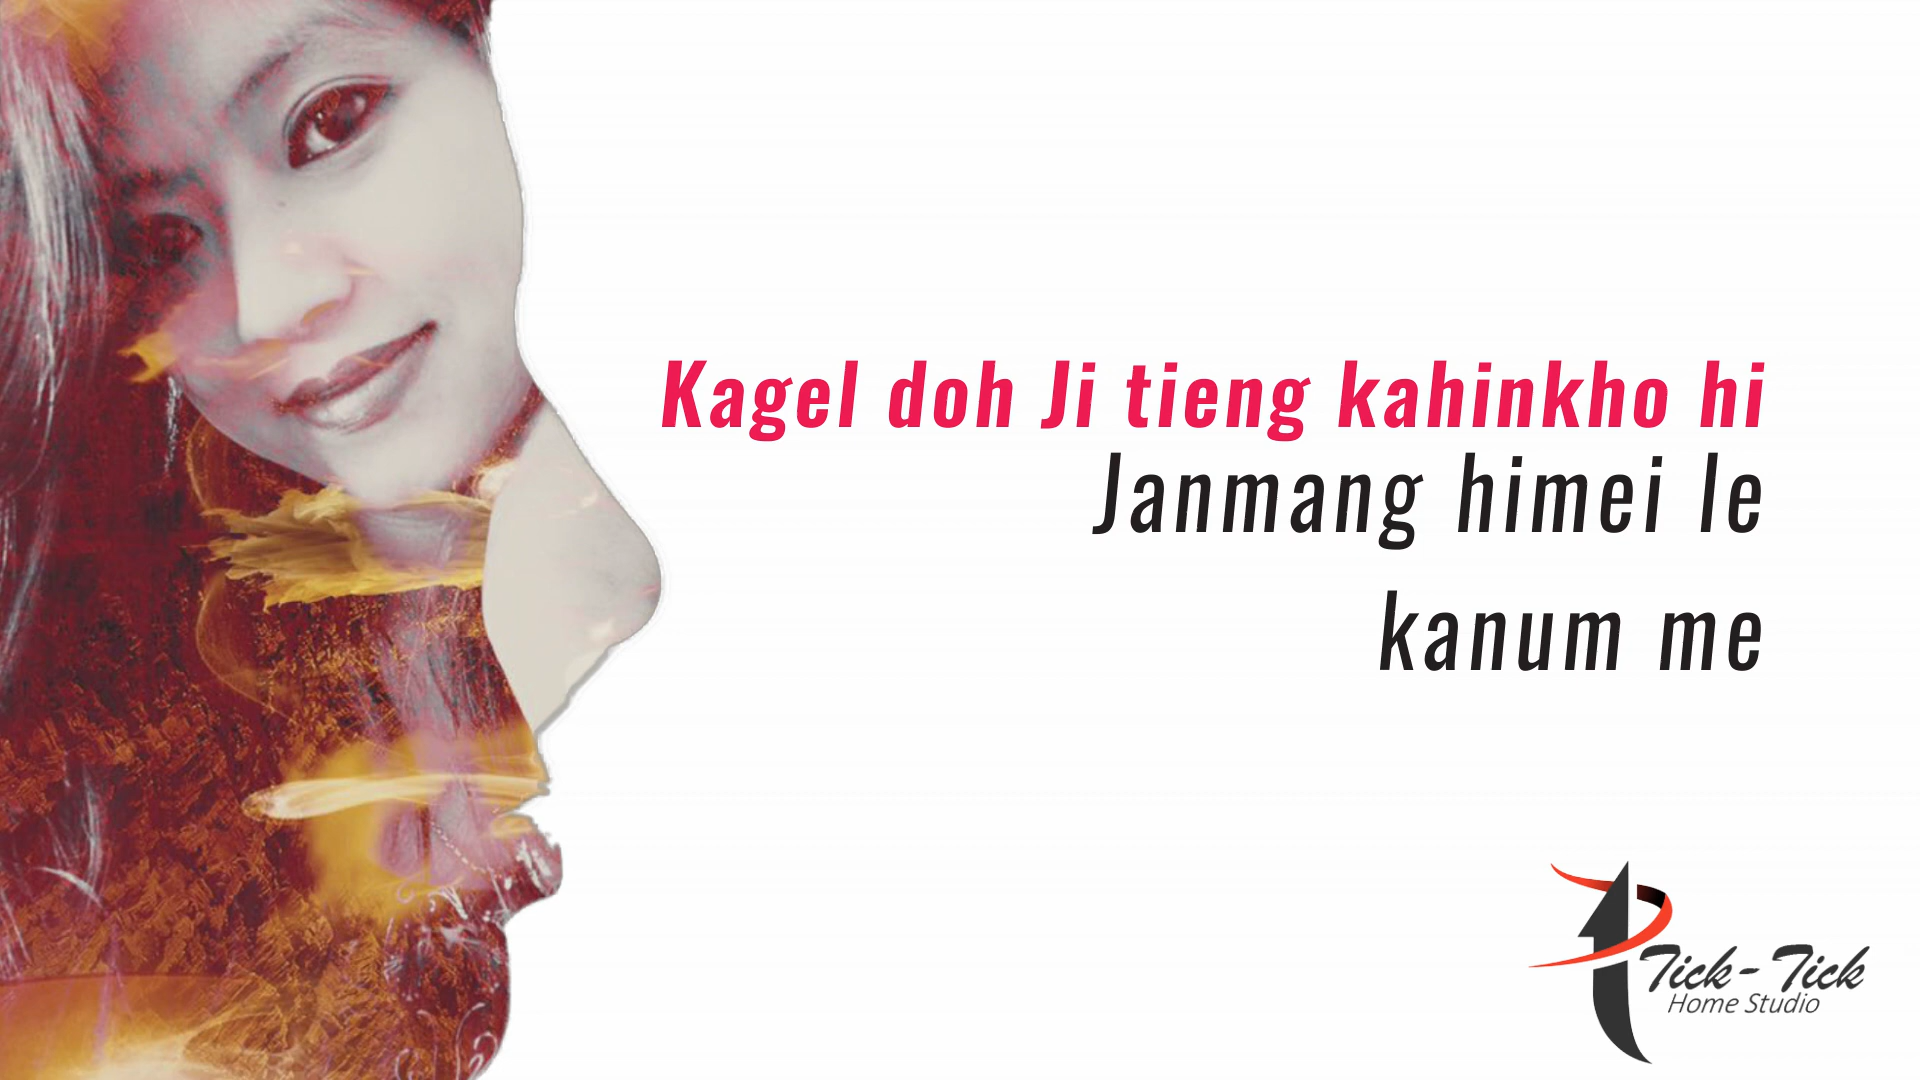 Kagel doh Ji tieng kahinkho hi
Janmang himei le
kanum me
Tick-Tick
Home Studio